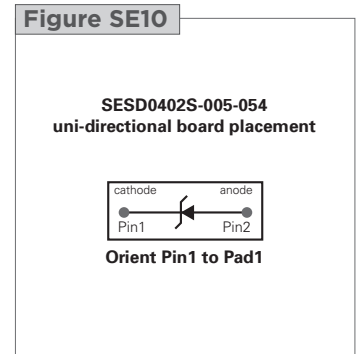 Figure SE10
SESD0402S-005-054
uni-directional board placement
cathode anode
Pin1 Pin2
Orient Pin1 to Pad1